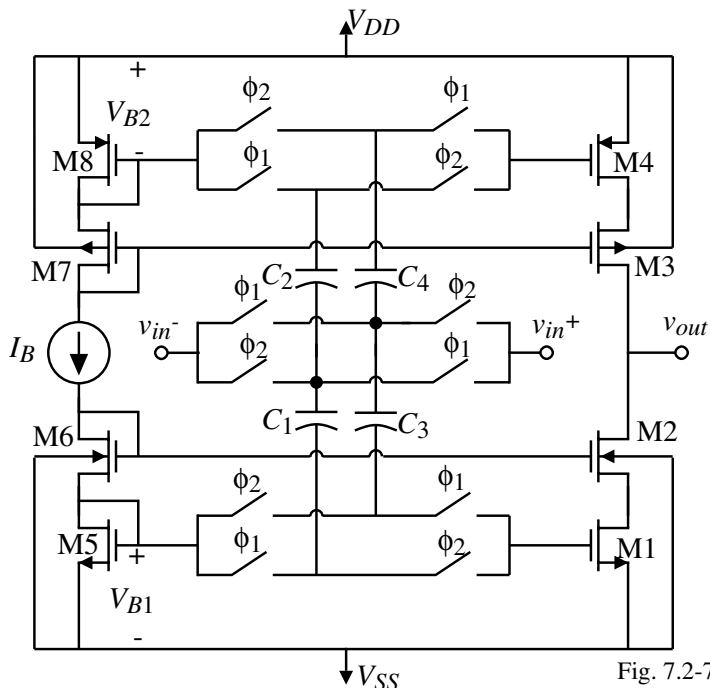 V_DD
+
ϕ2
ϕ1
V_B2
M8
-
ϕ1
ϕ2
M4
M7
M3
C2
C4
ϕ1
ϕ2
v_in-
v_in+
v_out
I_B
ϕ2
ϕ1
C1
C3
M6
M2
ϕ2
ϕ1
M5
+
ϕ1
ϕ2
M1
V_B1
-
V_SS
Fig. 7.2-7